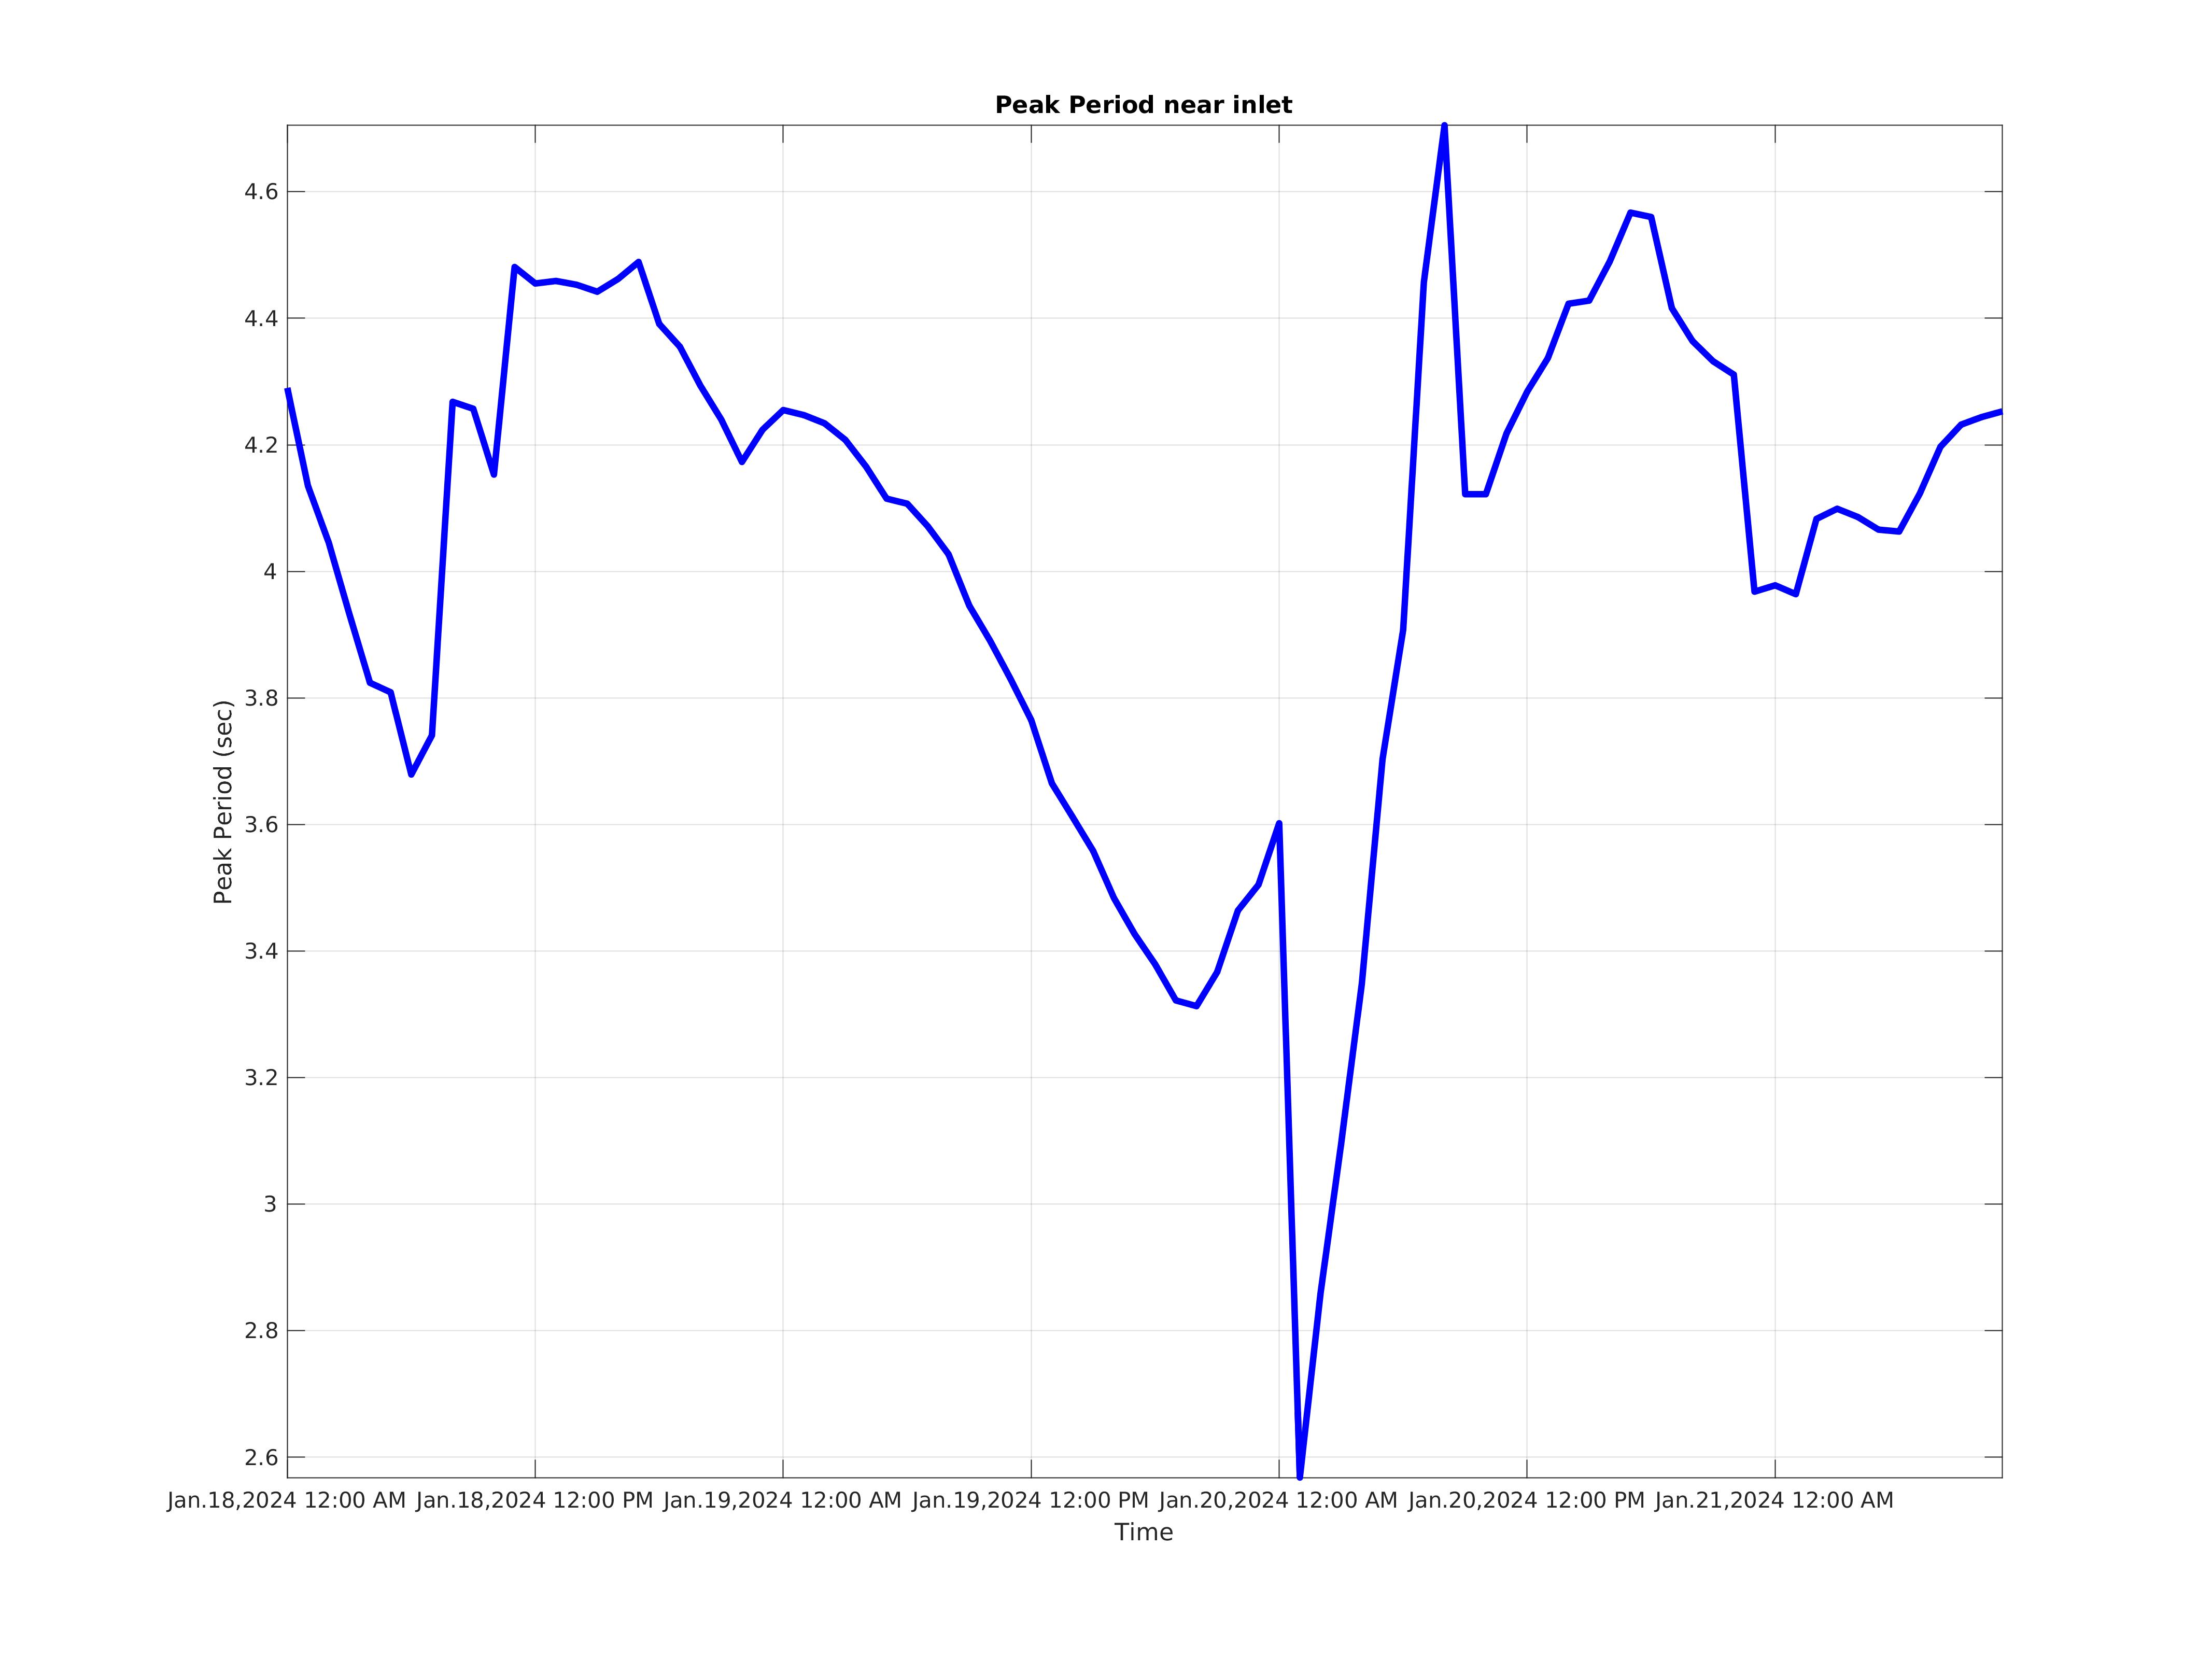 Peak Period near inlet
4.6
4.4
4.2
4
3.8
3.6
3.4
3.2
3
2.8
2.6
Peak Period (sec)
Jan.18,2024 12:00 AM Jan.18,2024 12:00 PM Jan.19,2024 12:00 AM Jan.19,2024 12:00 PM Jan.20,2024 12:00 AM Jan.20,2024 12:00 PM Jan.21,2024 12:00 AM
Time